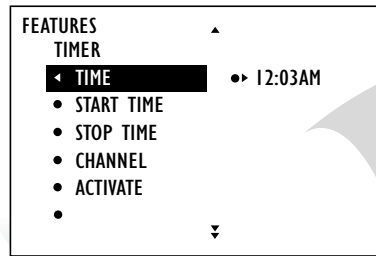 FEATURES
TIMER
TIME 12:03AM
START TIME
STOP TIME
CHANNEL
ACTIVATE